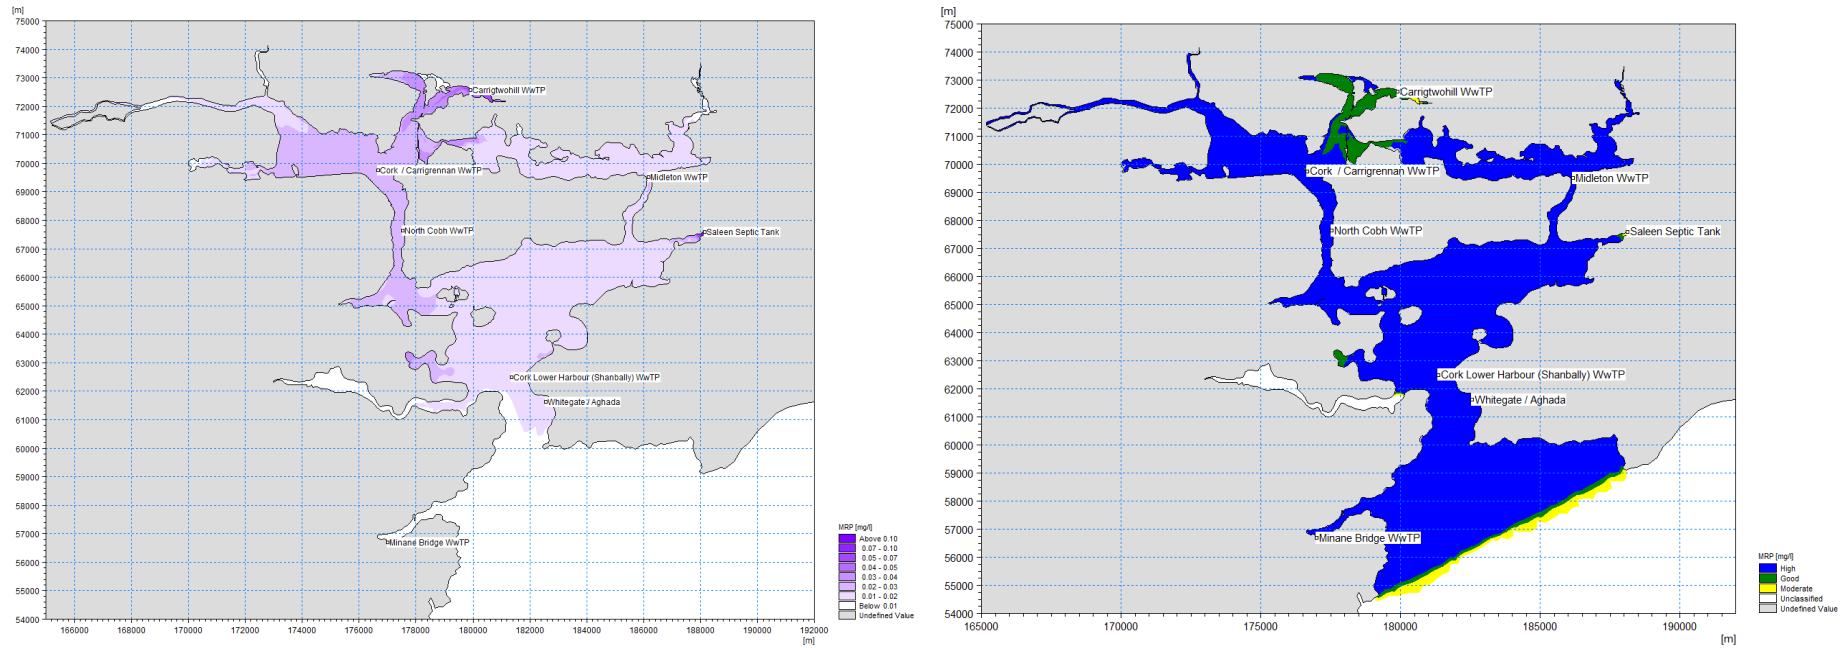 [m]
75000
74000
73000
72000
71000
70000
69000
68000
67000
66000
65000
64000
63000
62000
61000
60000
59000
58000
57000
56000
55000
54000
Carrigtwohill WwTP
Cork / Carrigrennan WwTP
Midleton WwTP
North Cobh WwTP
Saleen Septic Tank
Cork Lower Harbour (Shanbally) WwTP
Whitegate / Aghada
Minane Bridge WwTP
166000 168000 170000 172000 174000 176000 178000 180000 182000 184000 186000 188000 190000 192000
[m]
MRP [mg/l]
Above 0.10
0.07 - 0.10
0.05 - 0.07
0.04 - 0.05
0.03 - 0.04
0.02 - 0.03
0.01 - 0.02
Below 0.01
Undefined Value
[m]
75000
74000
73000
72000
71000
70000
69000
68000
67000
66000
65000
64000
63000
62000
61000
60000
59000
58000
57000
56000
55000
54000
Carrigtwohill WwTP
Cork / Carrigrennan WwTP
Midleton WwTP
North Cobh WwTP
Saleen Septic Tank
Cork Lower Harbour (Shanbally) WwTP
Whitegate / Aghada
Minane Bridge WwTP
165000 170000 175000 180000 185000 190000
[m]
MRP [mg/l]
High
Good
Moderate
Unclassified
Undefined Value